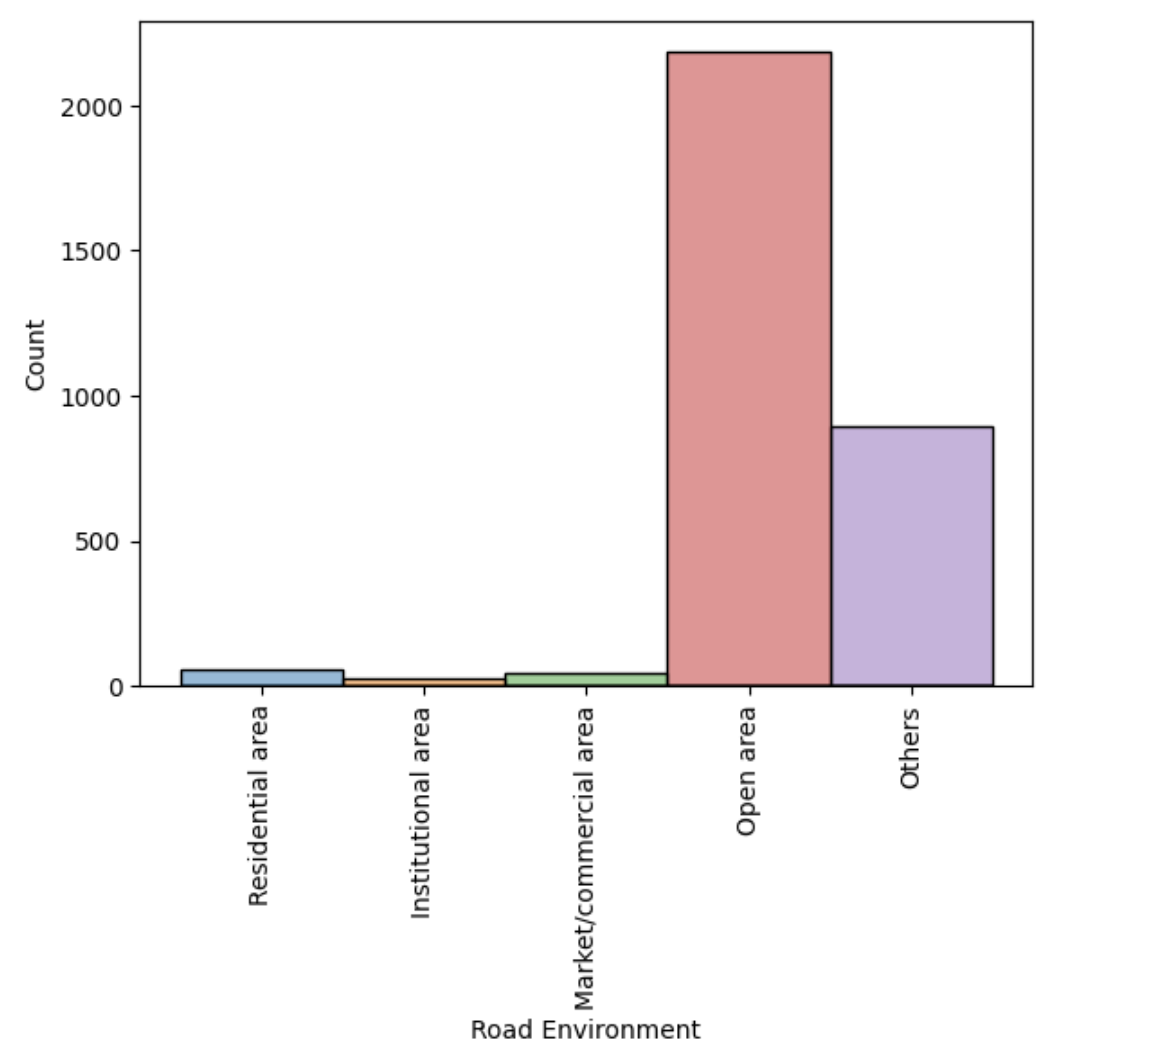 2000
1500
1000
500
0
Count
Residential area
Institutional area
Market/commercial area
Open area
Others
Road Environment